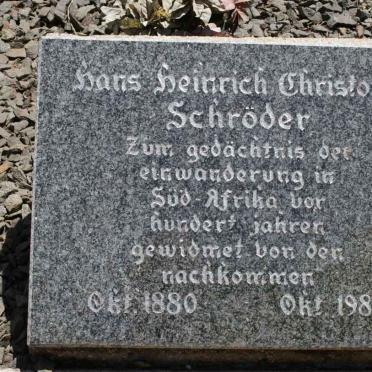 Hans Heinrich Christo
Schröder
Zum gedächtnis der
einwanderung in
Süd-Afrika vor
hundert jahren
gewidmet von den
nachkommen
Okt. 1880 Okt 198